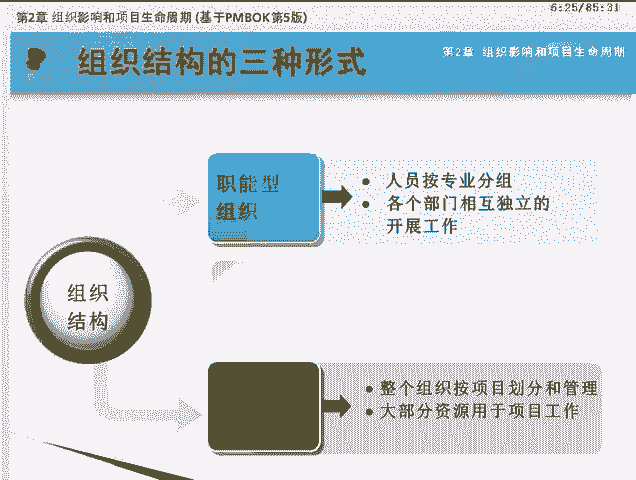 第2章 组织影响和项目生命周期 (基于PMBOK第5版)
6:25/85:31
组织结构的三种形式
第2章 组织影响和项目生命周期
职能型
组织
● 人员按专业分组
● 各个部门相互独立的
开展工作
组织
结构
● 整个组织按项目划分和管理
● 大部分资源用于项目工作